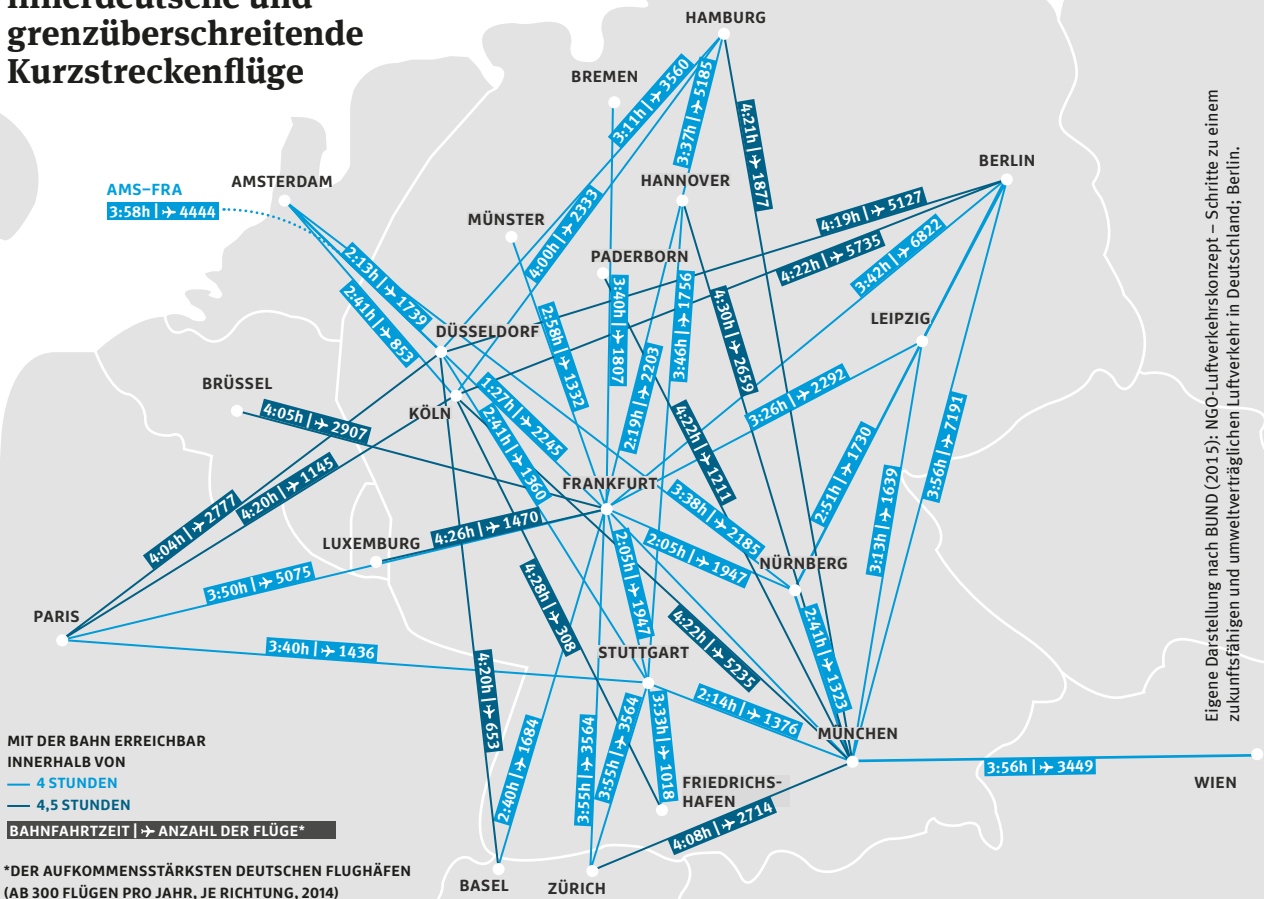 innerdeutsche und
grenzüberschreitende
Kurzstreckenflüge
HAMBURG
BREMEN
3:11h | ✈ 3560
3:37h | ✈ 5185
4:21h | ✈ 1877
BERLIN
AMS–FRA
3:58h | ✈ 4444
AMSTERDAM
HANNOVER
MÜNSTER
4:00h | ✈ 2333
4:19h | ✈ 5127
4:22h | ✈ 5735
3:42h | ✈ 6822
PADERBORN
2:13h | ✈ 1739
2:41h | ✈ 853
3:40h | ✈ 1807
3:46h | ✈ 1756
4:30h | ✈ 2659
LEIPZIG
DÜSSELDORF
2:58h | ✈ 1332
2:19h | ✈ 2203
BRÜSSEL
4:05h | ✈ 2907
KÖLN
1:27h | ✈ 2245
2:41h | ✈ 1360
3:26h | ✈ 2292
4:22h | ✈ 1211
3:56h | ✈ 7191
2:51h | ✈ 1730
4:20h | ✈ 1145
4:04h | ✈ 2777
FRANKFURT
3:38h | ✈ 2185
3:13h | ✈ 1639
LUXEMBURG
4:26h | ✈ 1470
2:05h | ✈ 1947
2:05h | ✈ 1947
NÜRNBERG
3:50h | ✈ 5075
4:28h | ✈ 308
PARIS
3:40h | ✈ 1436
STUTTGART
4:22h | ✈ 5235
2:41h | ✈ 1323
4:20h | ✈ 653
2:14h | ✈ 1376
2:40h | ✈ 1684
3:55h | ✈ 3564
3:55h | ✈ 3564
3:33h | ✈ 1018
MÜNCHEN
3:56h | ✈ 3449
WIEN
FRIEDRICHS-
HAFEN
4:08h | ✈ 2714
BASEL
ZÜRICH
MIT DER BAHN ERREICHBAR
INNERHALB VON
4 STUNDEN
4,5 STUNDEN
BAHNFAHRTZEIT | ✈ ANZAHL DER FLÜGE*
*DER AUFKOMMENSSTÄRKSTEN DEUTSCHEN FLUGHÄFEN
(AB 300 FLÜGEN PRO JAHR, JE RICHTUNG, 2014)
Eigene Darstellung nach BUND (2015): NGO-Luftverkehrskonzept – Schritte zu einem
zukunftsfähigen und umweltverträglichen Luftverkehr in Deutschland; Berlin.